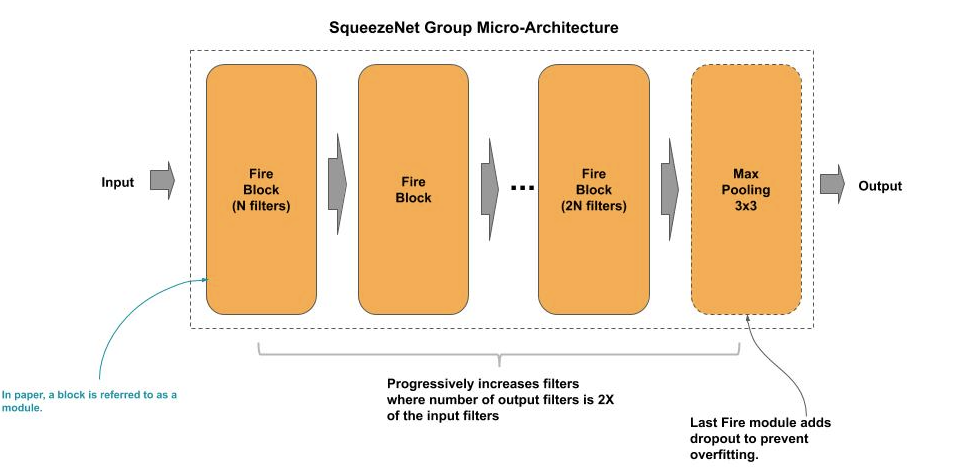 SqueezeNet Group Micro-Architecture
Input
Fire
Block
(N filters)
Fire
Block
...
Fire
Block
(2N filters)
Max
Pooling
3x3
Output
In paper, a block is referred to as a
module.
Progressively increases filters
where number of output filters is 2X
of the input filters
Last Fire module adds
dropout to prevent
overfitting.